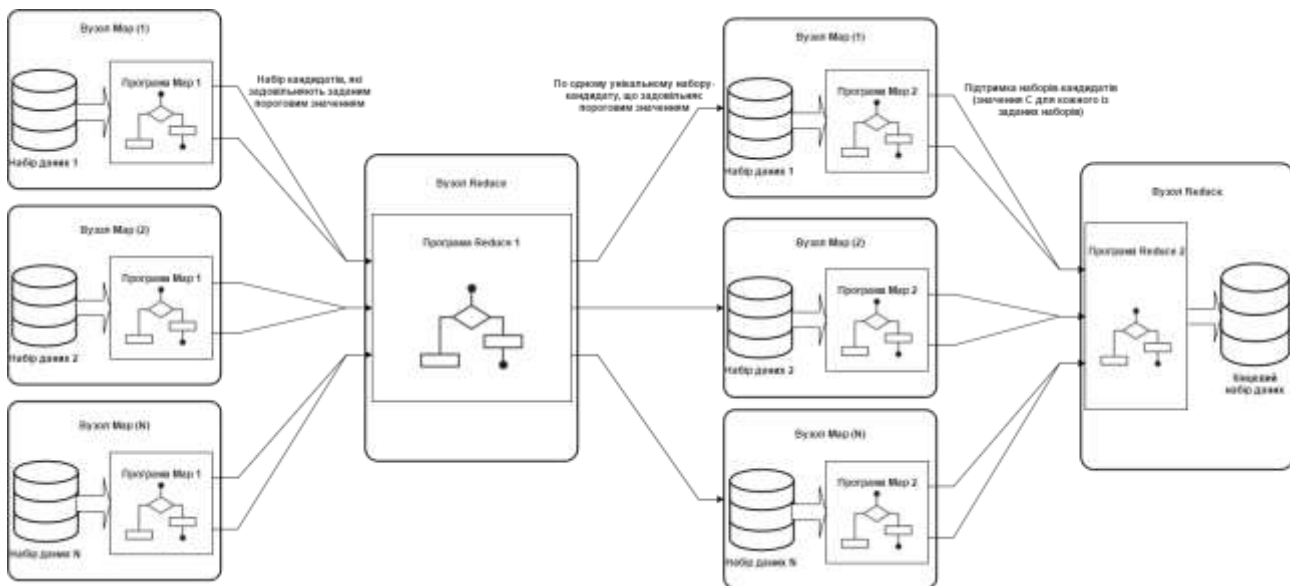 Вузол Map (1)
Програма Map 1
Набір даних 1
Набір кандидатів, які
задовільняють заданим
пороговим значенням
Вузол Map (2)
Програма Map 1
Набір даних 2
Вузол Map (N)
Програма Map 1
Набір даних N
Вузол Reduce
Програма Reduce 1
По одному унікальному набору-
кандидату, що задовільняє
пороговим значенням
Вузол Map (1)
Програма Map 2
Набір даних 1
Підтримка наборів-кандидатів
(значення C для кожного із
заданих наборів)
Вузол Map (2)
Програма Map 2
Набір даних 2
Вузол Map (N)
Програма Map 2
Набір даних N
Вузол Reduce
Програма Reduce 2
Кінцевий
набір даних